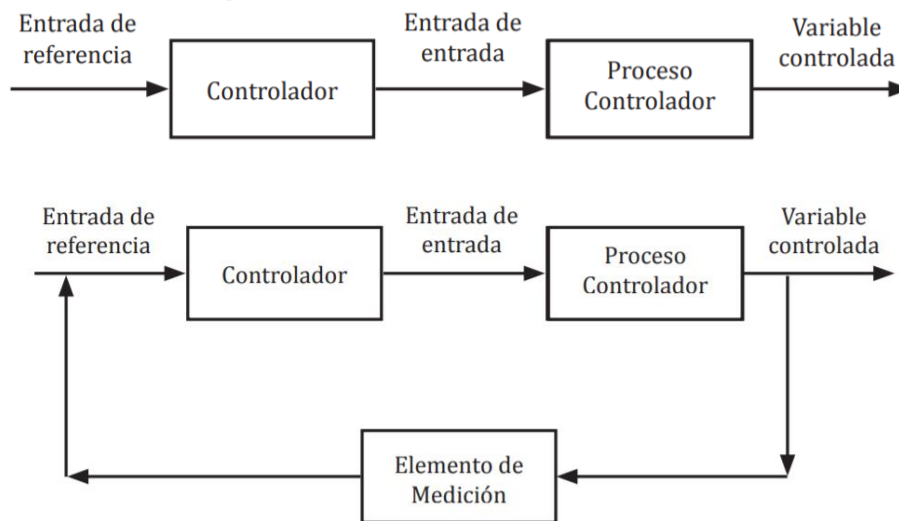 Entrada de
referencia
Controlador
Entrada de
entrada
Proceso
Controlador
Variable
controlada
Entrada de
referencia
Controlador
Entrada de
entrada
Proceso
Controlador
Variable
controlada
Elemento de
Medición